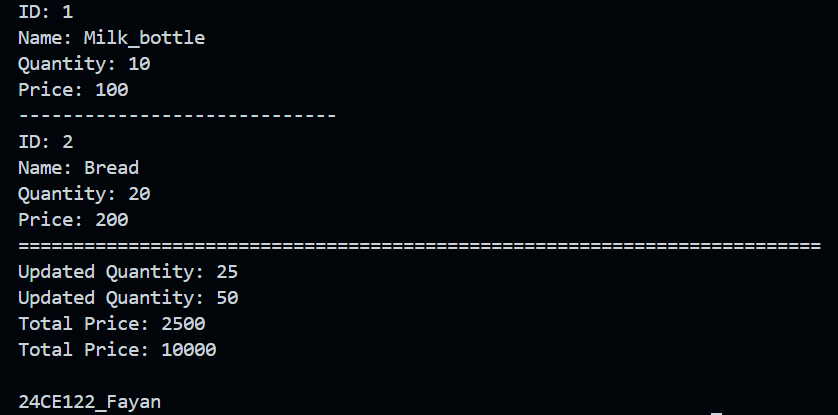 ID: 1
Name: Milk_bottle
Quantity: 10
Price: 100
-----------------------------
ID: 2
Name: Bread
Quantity: 20
Price: 200
=========================================================================
Updated Quantity: 25
Updated Quantity: 50
Total Price: 2500
Total Price: 10000
24CE122_Fayan